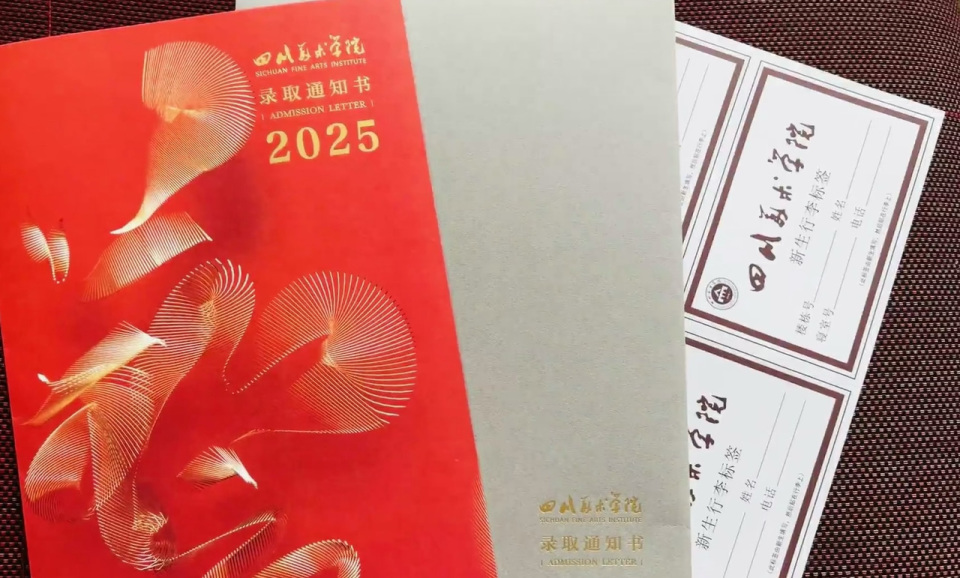 四川美术学院
SICHUAN FINE ARTS INSTITUTE
录取通知书
ADMISSION LETTER
2025
四川美术学院
SICHUAN FINE ARTS INSTITUTE
录取通知书
ADMISSION LETTER
四川美术学院
新生行李标签
楼栋号 姓名
寝室号 电话
术学院
新生行李标签
姓名
电话